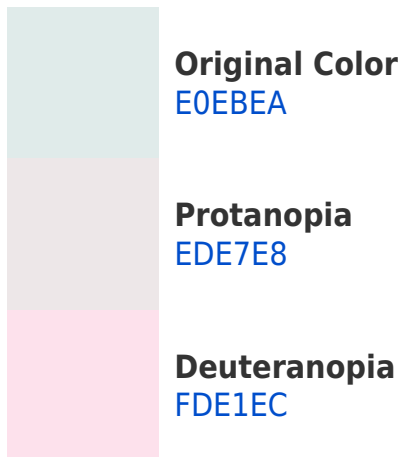 Original Color
E0EBEA
Protanopia
EDE7E8
Deuteranopia
FDE1EC